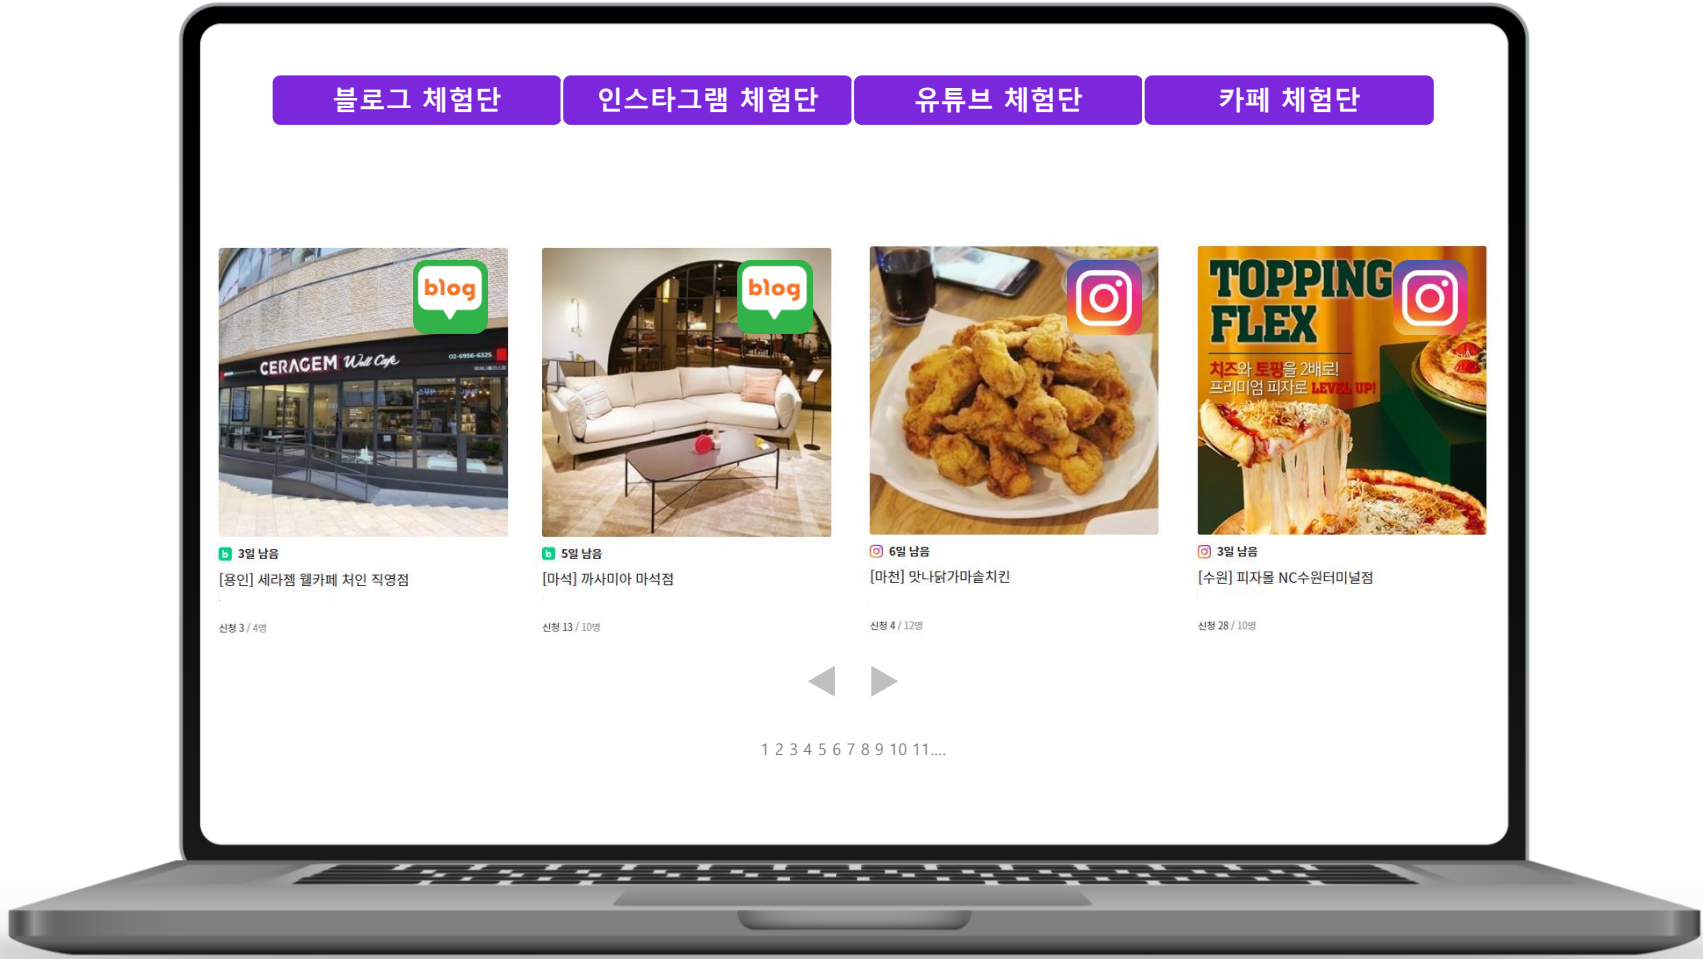 블로그 체험단
인스타그램 체험단
유튜브 체험단
카페 체험단
blog
CERAGEM Well Cafe
02-6956-6325
blog
TOPPING
FLEX
치즈와 토핑을 2배로!
프리미엄 피자로 LEVEL UP!
3일 남음
[용인] 세라젬 웰카페 처인 직영점
신청 3 / 4명
5일 남음
[마석] 까사미아 마석점
신청 13 / 10명
6일 남음
[마천] 맛나닭가마솥치킨
신청 4 / 12명
3일 남음
[수원] 피자몰 NC수원터미널점
신청 28 / 10명
1 2 3 4 5 6 7 8 9 10 11....